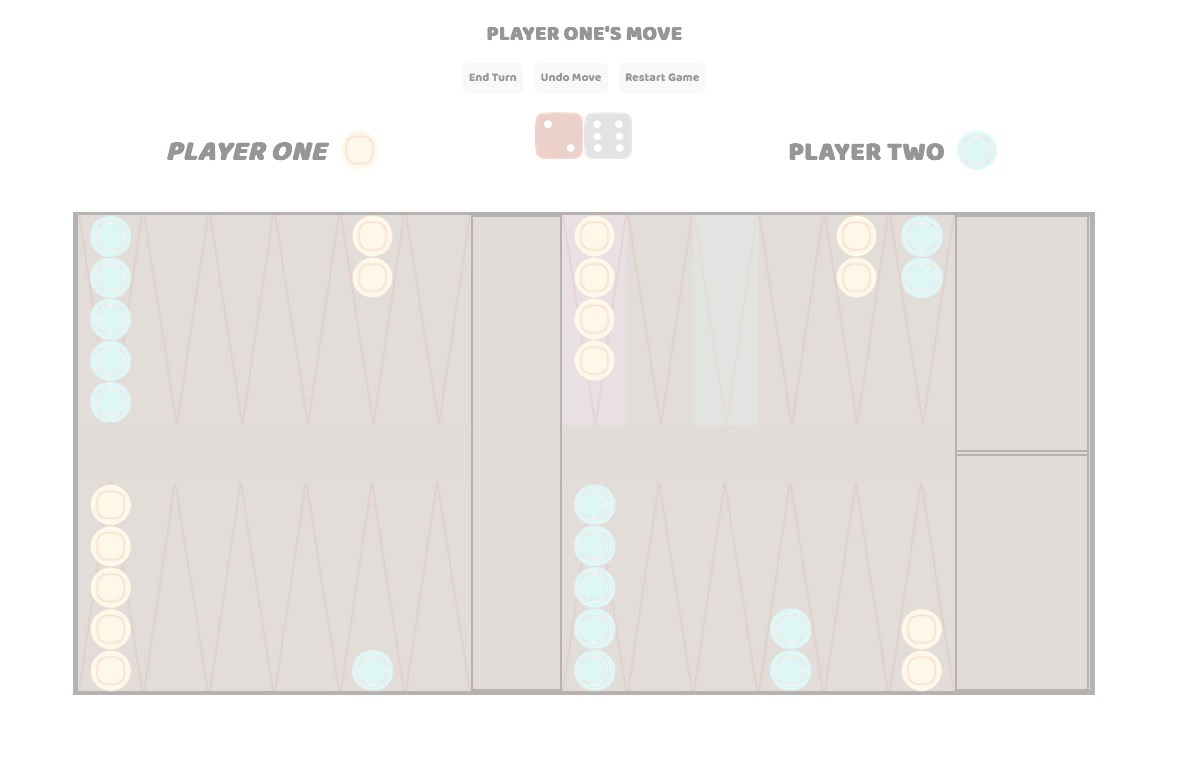 PLAYER ONE'S MOVE
End Turn Undo Move Restart Game
PLAYER ONE
PLAYER TWO